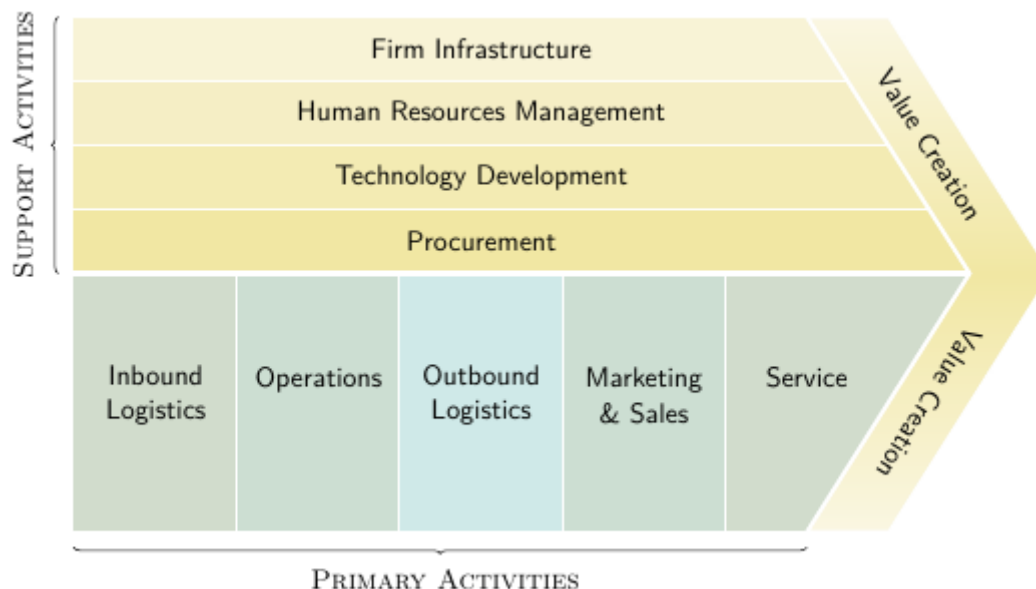 SUPPORT ACTIVITIES
Firm Infrastructure
Human Resources Management
Technology Development
Procurement
Value Creation
Inbound
Logistics
Operations
Outbound
Logistics
Marketing
& Sales
Service
Value Creation
PRIMARY ACTIVITIES